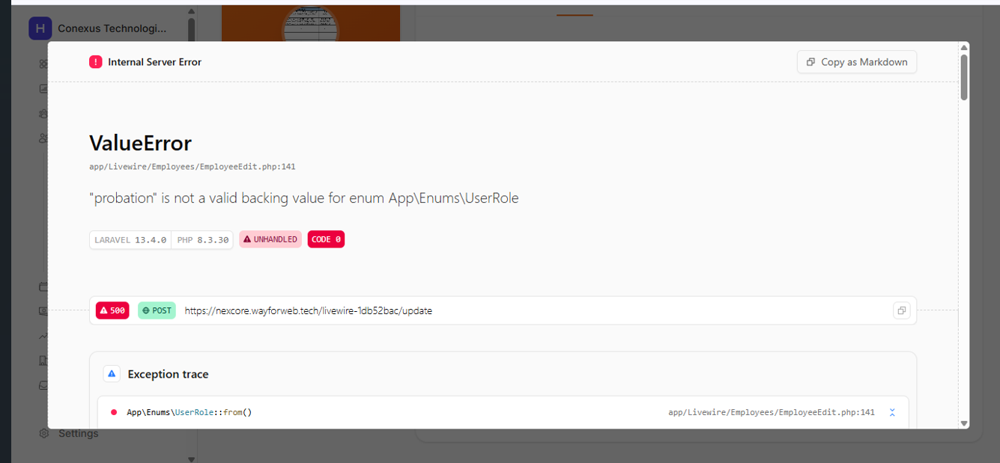 H Conexus Technologi...
! Internal Server Error
Copy as Markdown
ValueError
app/Livewire/Employees/EmployeeEdit.php:141
"probation" is not a valid backing value for enum App\Enums\UserRole
LARAVEL 13.4.0 PHP 8.3.30 UNHANDLED CODE 0
500 POST https://nexcore.wayforweb.tech/livewire-1db52bac/update
Exception trace
App\Enums\UserRole::from() app/Livewire/Employees/EmployeeEdit.php:141
Settings